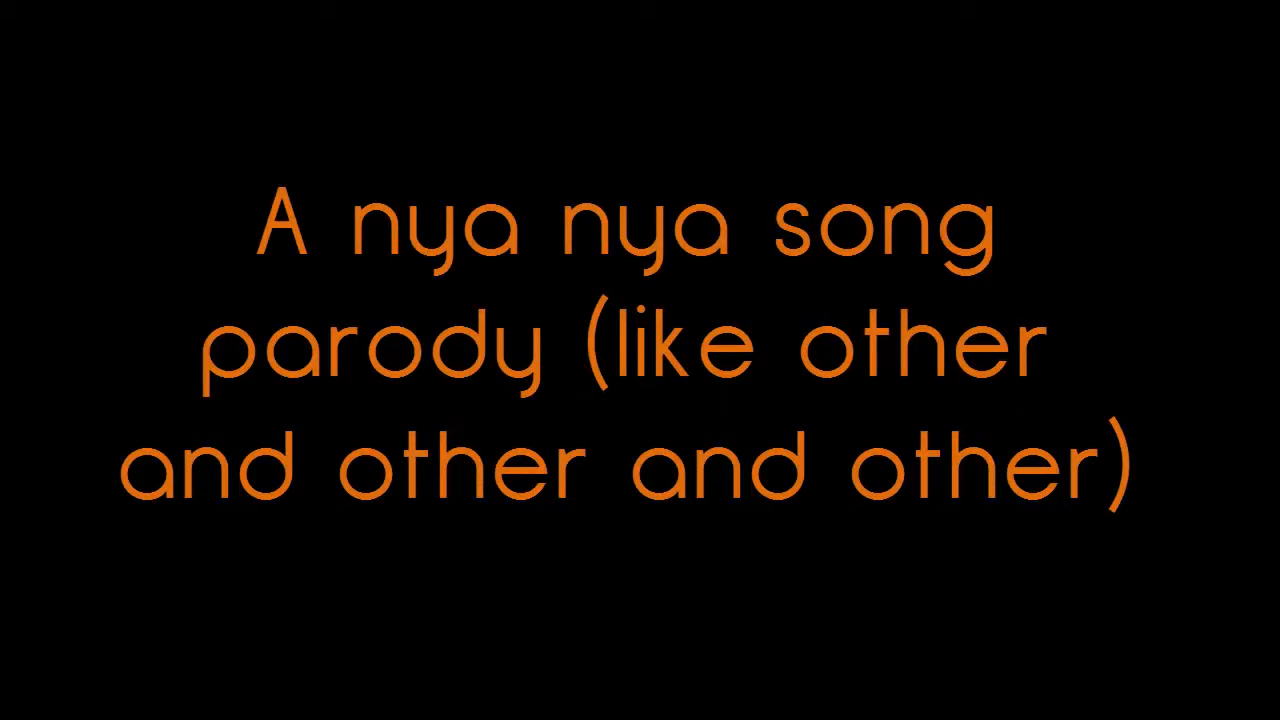 A nya nya song
parody (like other
and other and other)